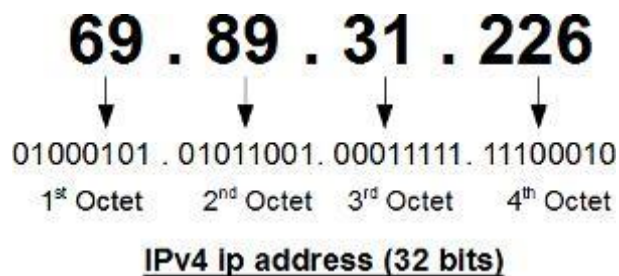 69 . 89 . 31 . 226
01000101 . 01011001. 00011111. 11100010
1st Octet 2nd Octet 3rd Octet 4th Octet
IPv4 ip address (32 bits)